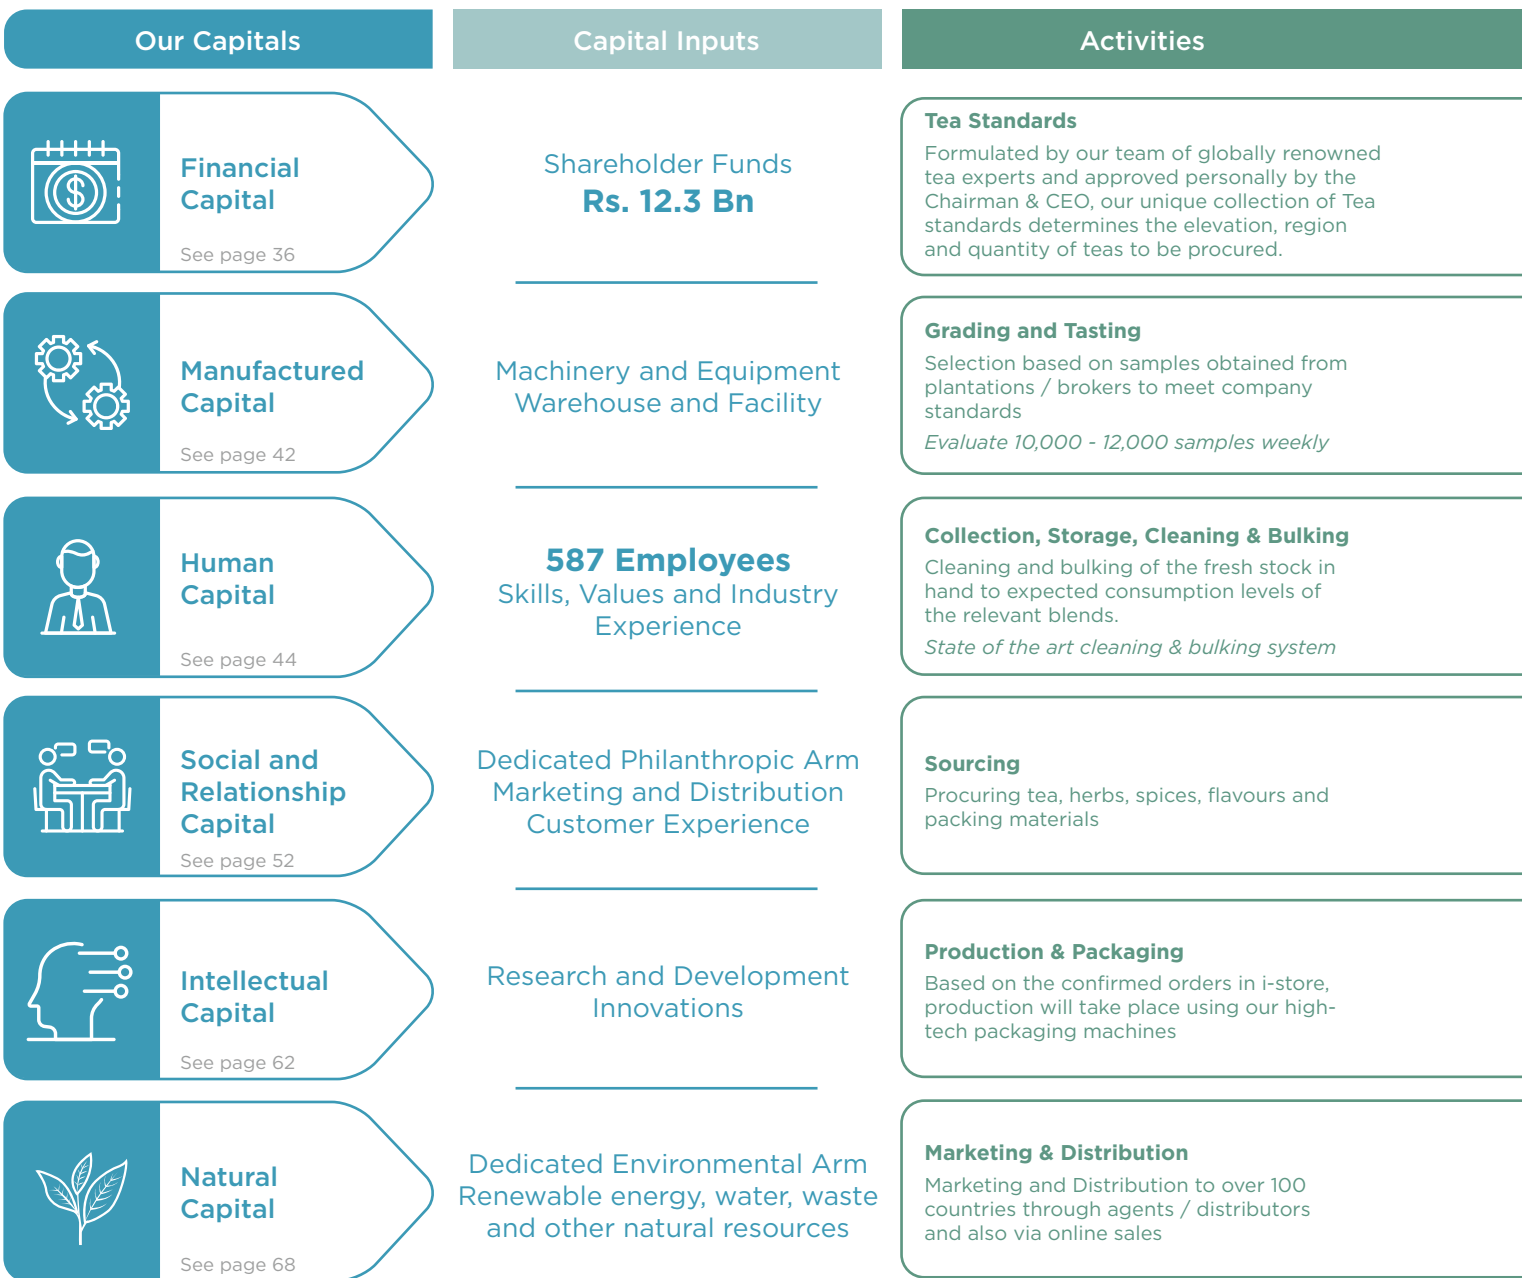 Our Capitals
Capital Inputs
Activities
Financial
Capital
See page 36
Shareholder Funds
Rs. 12.3 Bn
Tea Standards
Formulated by our team of globally renowned
tea experts and approved personally by the
Chairman & CEO, our unique collection of Tea
standards determines the elevation, region
and quantity of teas to be procured.
Manufactured
Capital
See page 42
Machinery and Equipment
Warehouse and Facility
Grading and Tasting
Selection based on samples obtained from
plantations / brokers to meet company
standards
Evaluate 10,000 - 12,000 samples weekly
Human
Capital
See page 44
587 Employees
Skills, Values and Industry
Experience
Collection, Storage, Cleaning & Bulking
Cleaning and bulking of the fresh stock in
hand to expected consumption levels of
the relevant blends.
State of the art cleaning & bulking system
Social and
Relationship
Capital
See page 52
Dedicated Philanthropic Arm
Marketing and Distribution
Customer Experience
Sourcing
Procuring tea, herbs, spices, flavours and
packing materials
Intellectual
Capital
See page 62
Research and Development
Innovations
Production & Packaging
Based on the confirmed orders in i-store,
production will take place using our high-
tech packaging machines
Natural
Capital
See page 68
Dedicated Environmental Arm
Renewable energy, water, waste
and other natural resources
Marketing & Distribution
Marketing and Distribution to over 100
countries through agents / distributors
and also via online sales